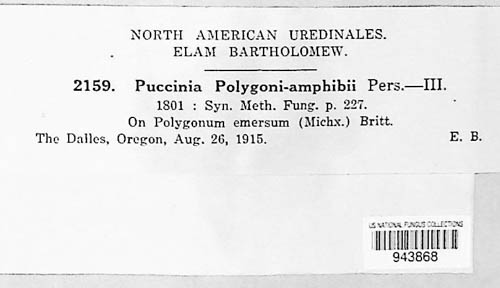 NORTH AMERICAN UREDINALES.
ELAM BARTHOLOMEW.
2159. Puccinia Polygoni-amphibii Pers.—III.
1801 : Syn. Meth. Fung. p. 227.
On Polygonum emersum (Michx.) Britt.
The Dalles, Oregon, Aug. 26, 1915. E. B.
US NATIONAL FUNGUS COLLECTIONS
943868